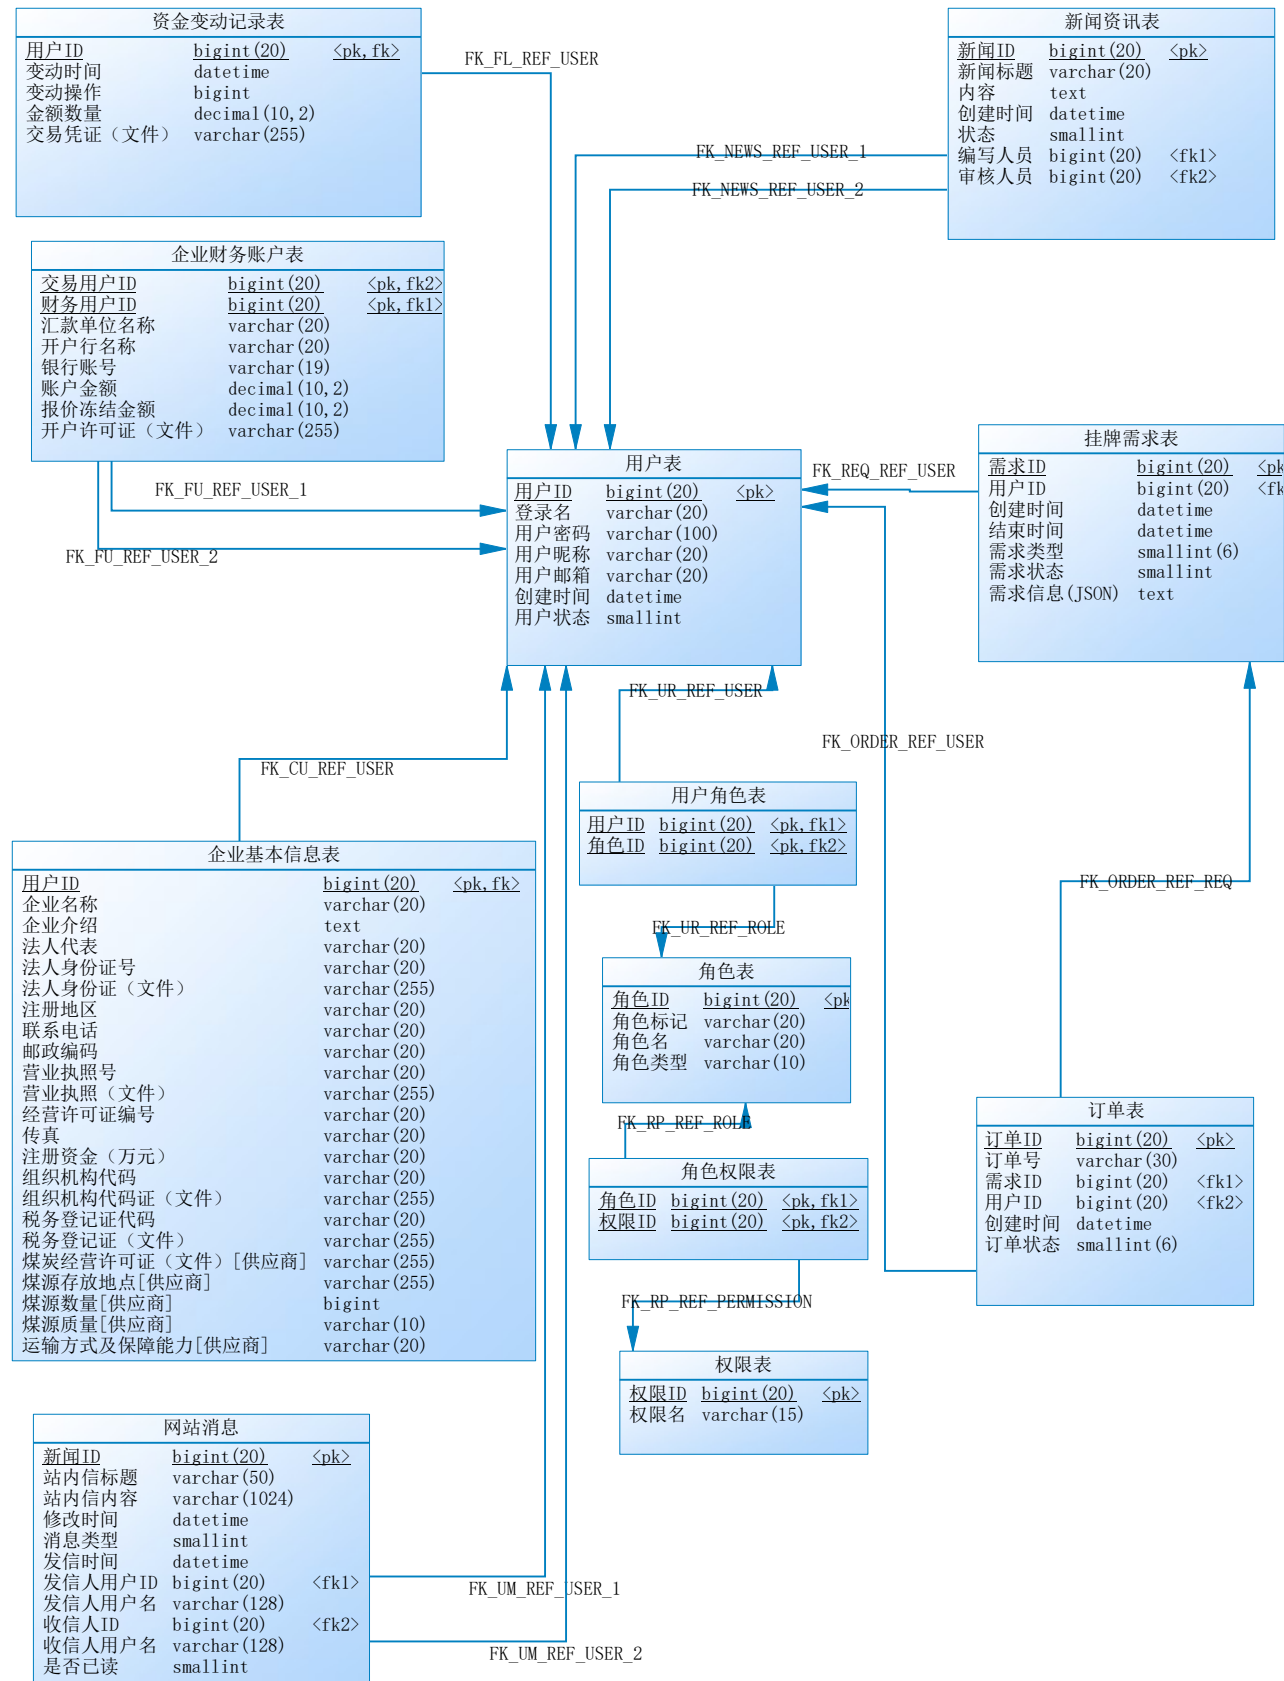 资金变动记录表
用户ID bigint(20) <pk,fk>
变动时间 datetime
变动操作 bigint
金额数量 decimal(10,2)
交易凭证（文件） varchar(255)
FK_FL_REF_USER
新闻资讯表
新闻ID bigint(20) <pk>
新闻标题 varchar(20)
内容 text
创建时间 datetime
状态 smallint
编写人员 bigint(20) <fk1>
审核人员 bigint(20) <fk2>
FK_NEWS_REF_USER_1
FK_NEWS_REF_USER_2
企业财务账户表
交易用户ID bigint(20) <pk,fk2>
财务用户ID bigint(20) <pk,fk1>
汇款单位名称 varchar(20)
开户行名称 varchar(20)
银行账号 varchar(19)
账户金额 decimal(10,2)
报价冻结金额 decimal(10,2)
开户许可证（文件） varchar(255)
FK_FU_REF_USER_1
FK_FU_REF_USER_2
用户表
用户ID bigint(20) <pk>
登录名 varchar(20)
用户密码 varchar(100)
用户昵称 varchar(20)
用户邮箱 varchar(20)
创建时间 datetime
用户状态 smallint
FK_REQ_REF_USER
挂牌需求表
需求ID bigint(20) <pk
用户ID bigint(20) <fk
创建时间 datetime
结束时间 datetime
需求类型 smallint(6)
需求状态 smallint
需求信息(JSON) text
FK_UR_REF_USER
FK_ORDER_REF_USER
FK_CU_REF_USER
用户角色表
用户ID bigint(20) <pk,fk1>
角色ID bigint(20) <pk,fk2>
FK_ORDER_REF_REQ
FK_UR_REF_ROLE
企业基本信息表
用户ID bigint(20) <pk,fk>
企业名称 varchar(20)
企业介绍 text
法人代表 varchar(20)
法人身份证号 varchar(20)
法人身份证（文件） varchar(255)
注册地区 varchar(20)
联系电话 varchar(20)
邮政编码 varchar(20)
营业执照号 varchar(20)
营业执照（文件） varchar(255)
经营许可证编号 varchar(20)
传真 varchar(20)
注册资金（万元） varchar(20)
组织机构代码 varchar(20)
组织机构代码证（文件） varchar(255)
税务登记证代码 varchar(20)
税务登记证（文件） varchar(255)
煤炭经营许可证（文件）[供应商] varchar(255)
煤源存放地点[供应商] varchar(255)
煤源数量[供应商] bigint
煤源质量[供应商] varchar(10)
运输方式及保障能力[供应商] varchar(20)
角色表
角色ID bigint(20) <pk
角色标记 varchar(20)
角色名 varchar(20)
角色类型 varchar(10)
FK_RP_REF_ROLE
角色权限表
角色ID bigint(20) <pk,fk1>
权限ID bigint(20) <pk,fk2>
FK_RP_REF_PERMISSION
订单表
订单ID bigint(20) <pk>
订单号 varchar(30)
需求ID bigint(20) <fk1>
用户ID bigint(20) <fk2>
创建时间 datetime
订单状态 smallint(6)
权限表
权限ID bigint(20) <pk>
权限名 varchar(15)
网站消息
新闻ID bigint(20) <pk>
站内信标题 varchar(50)
站内信内容 varchar(1024)
修改时间 datetime
消息类型 smallint
发信时间 datetime
发信人用户ID bigint(20) <fk1>
发信人用户名 varchar(128)
收信人ID bigint(20) <fk2>
收信人用户名 varchar(128)
是否已读 smallint
FK_UM_REF_USER_1
FK_UM_REF_USER_2